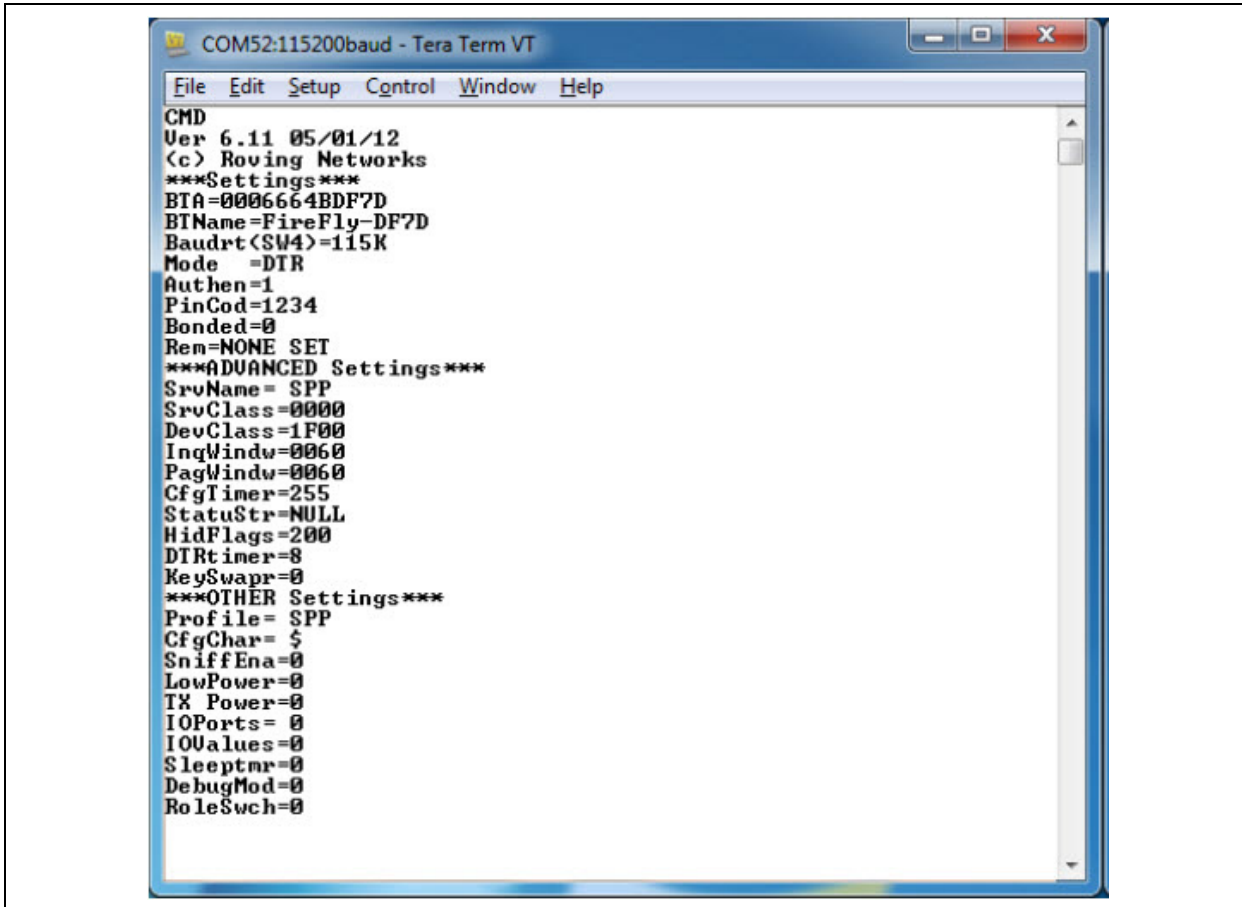 COM52:115200baud - Tera Term VT
File Edit Setup Control Window Help
CMD
Ver 6.11 05/01/12
(c) Roving Networks
***Settings***
BTA=0006664BDF7D
BTName=FireFly-DF7D
Baudrt(SW4)=115K
Mode  =DTR
Authen=1
PinCod=1234
Bonded=0
Rem=NONE SET
***ADVANCED Settings***
SrvName= SPP
SrvClass=0000
DevClass=1F00
InqWindw=0060
PagWindw=0060
CfgTimer=255
StatuStr=NULL
HidFlags=200
DTRtimer=8
KeySwapr=0
***OTHER Settings***
Profile= SPP
CfgChar= $
SniffEna=0
LowPower=0
TX Power=0
IOPorts= 0
IOValues=0
Sleeptmr=0
DebugMod=0
RoleSwch=0